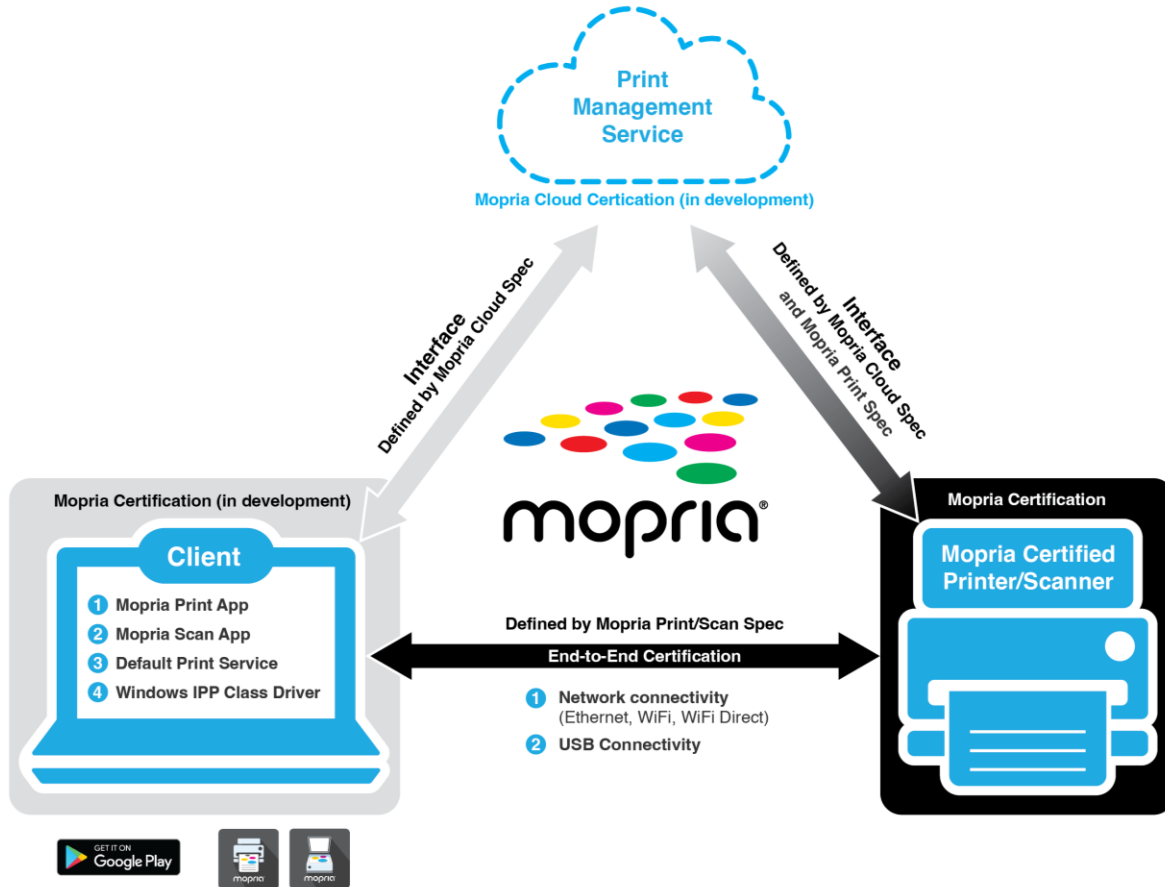 Print
Management
Service
Mopria Cloud Certication (in development)
Interface
Defined by Mopria Cloud Spec
Interface
Defined by Mopria Cloud Spec
and Mopria Print Spec
mopria®
Mopria Certification (in development)
Client
1 Mopria Print App
2 Mopria Scan App
3 Default Print Service
4 Windows IPP Class Driver
Mopria Certification
Mopria Certified
Printer/Scanner
Defined by Mopria Print/Scan Spec
End-to-End Certification
1 Network connectivity
(Ethernet, WiFi, WiFi Direct)
2 USB Connectivity
GET IT ON
Google Play
mopria
mopria